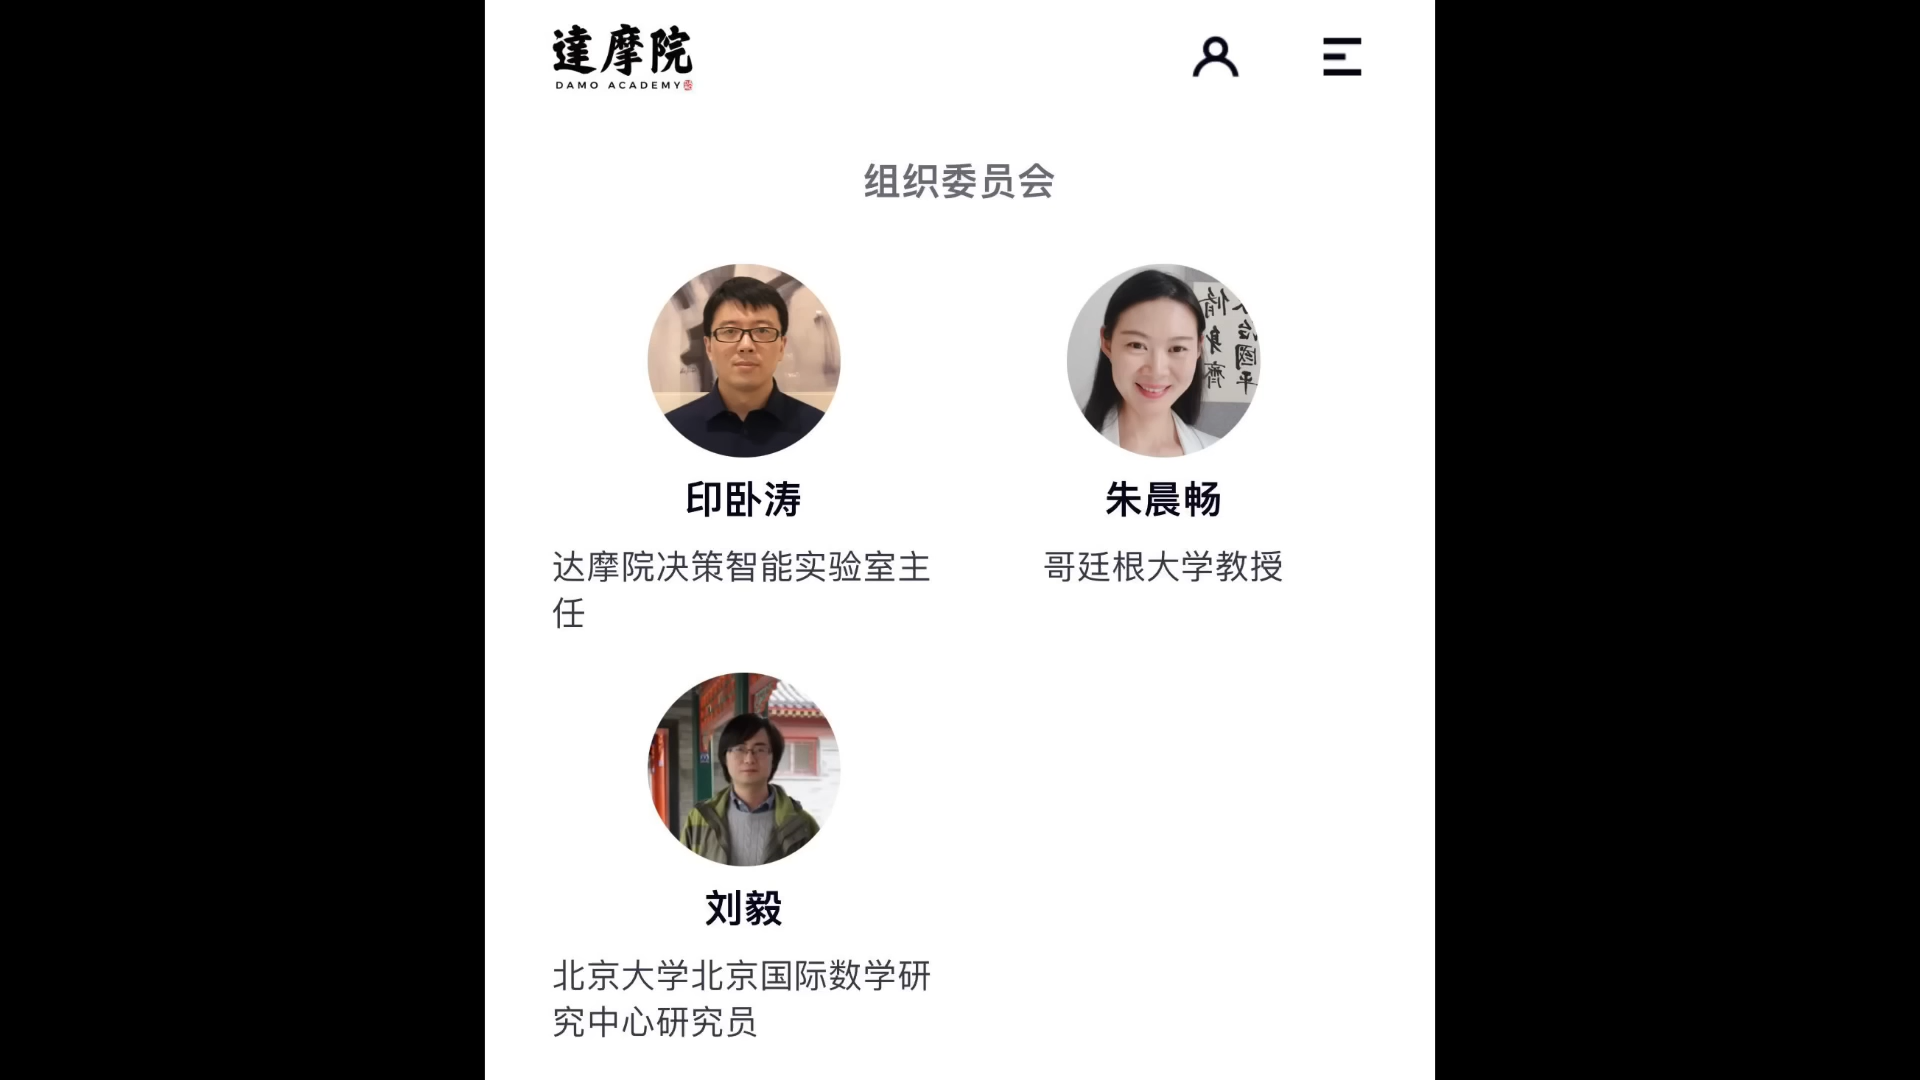 達摩院
DAMO ACADEMY
组织委员会
印卧涛
达摩院决策智能实验室主
任
朱晨畅
哥廷根大学教授
刘毅
北京大学北京国际数学研
究中心研究员